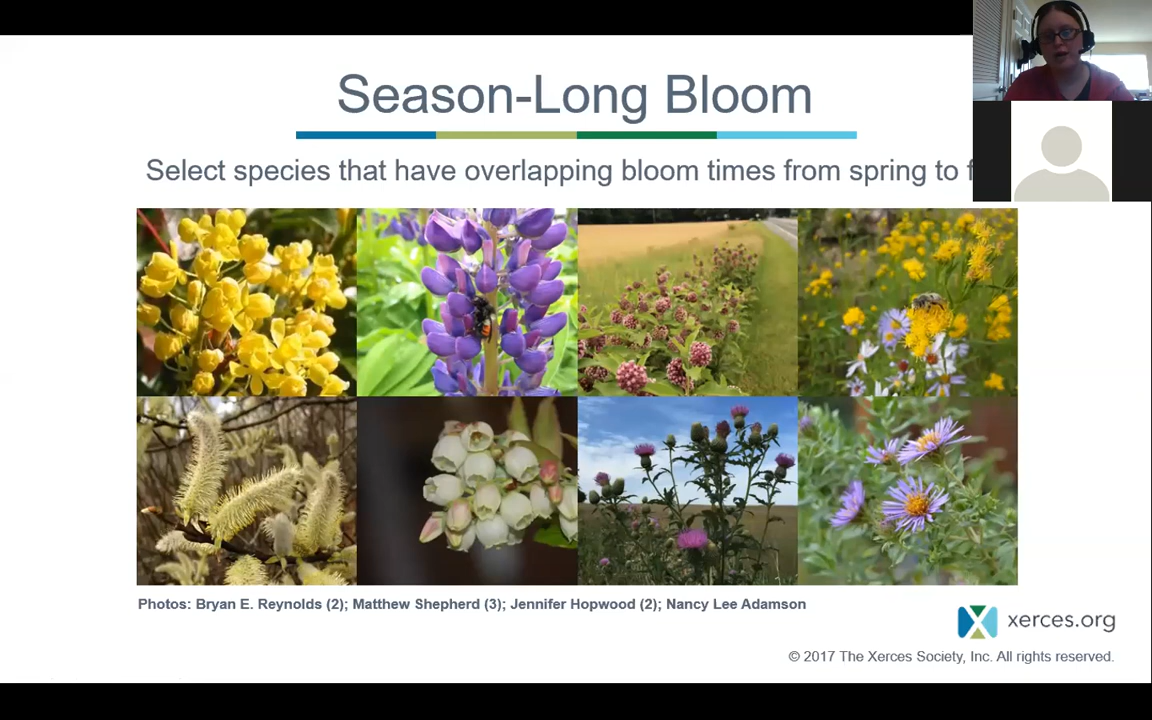 Season-Long Bloom
Select species that have overlapping bloom times from spring to
Photos: Bryan E. Reynolds (2); Matthew Shepherd (3); Jennifer Hopwood (2); Nancy Lee Adamson
xerces.org
© 2017 The Xerces Society, Inc. All rights reserved.